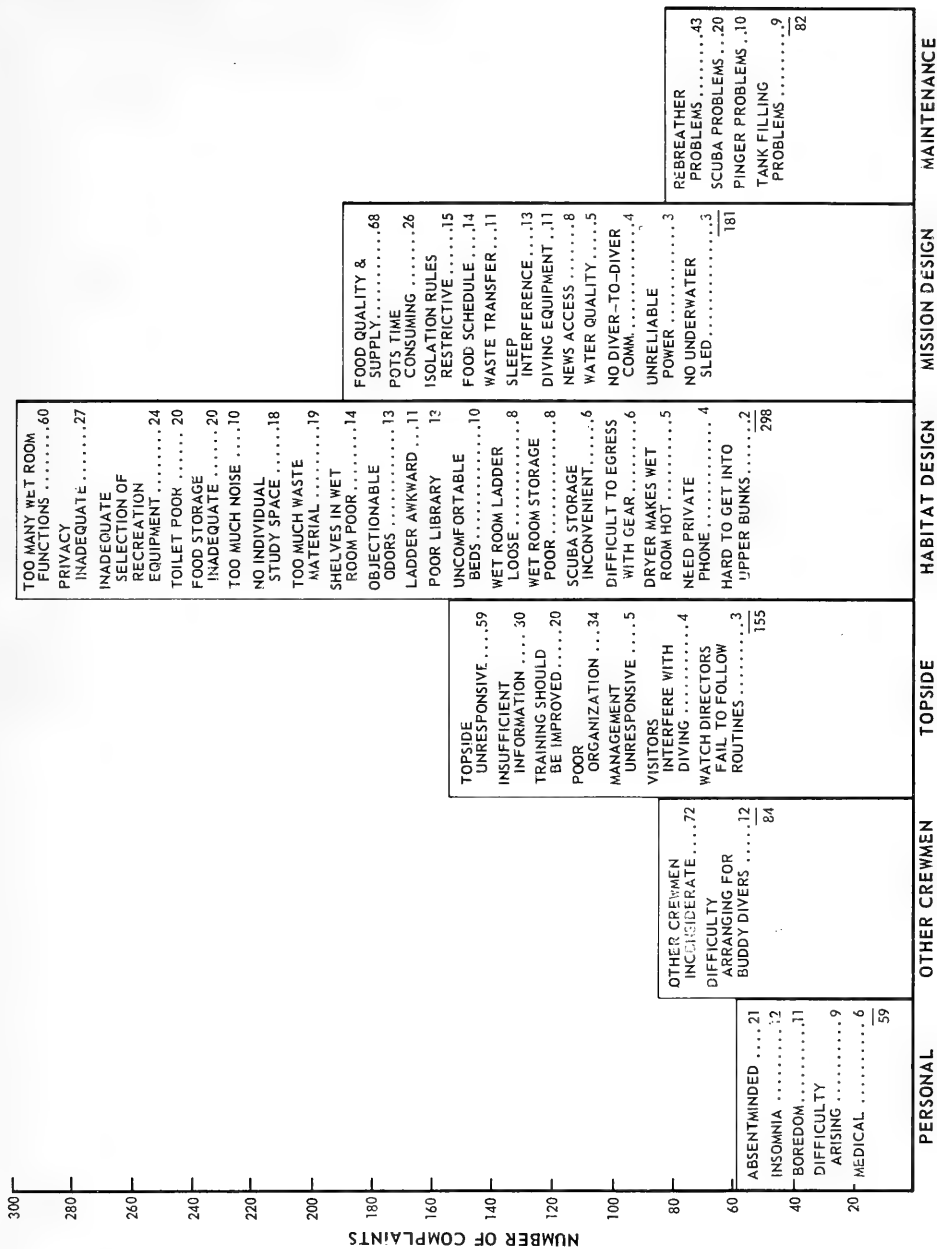 NUMBER OF COMPLAINTS
300
280
260
240
220
200
180
160
140
120
100
80
60
40
20
ABSENTMINDED ....21
INSOMNIA ........12
BOREDOM..........11
DIFFICULTY
ARISING .........9
MEDICAL .........6
59
PERSONAL
OTHER CREWMEN
INCONSIDERATE....72
DIFFICULTY
ARRANGING FOR
BUDDY DIVERS .....12
84
OTHER CREWMEN
TOPSIDE
UNRESPONSIVE....59
INSUFFICIENT
INFORMATION ....30
TRAINING SHOULD
BE IMPROVED....20
POOR
ORGANIZATION ....34
MANAGEMENT
UNRESPONSIVE ....5
VISITORS
INTERFERE WITH
DIVING ..........4
WATCH DIRECTORS
FAIL TO FOLLOW
ROUTINES.........3
155
TOPSIDE
TOO MANY WET ROOM
FUNCTIONS ........60
PRIVACY
INADEQUATE........27
INADEQUATE
SELECTION OF
RECREATION
EQUIPMENT ........24
TOILET POOR ......20
FOOD STORAGE
INADEQUATE .......20
TOO MUCH NOISE ....10
NO INDIVIDUAL
STUDY SPACE ......18
TOO MUCH WASTE
MATERIAL .........19
SHELVES IN WET
ROOM POOR........14
OBJECTIONABLE
ODORS ............13
LADDER AWKWARD....11
POOR LIBRARY .....13
UNCOMFORTABLE
BEDS..............10
WET ROOM LADDER
LOOSE .............8
WET ROOM STORAGE
POOR ..............8
SCUBA STORAGE
INCONVENIENT......6
DIFFICULT TO EGRESS
WITH GEAR .........6
DRYER MAKES WET
ROOM HOT ..........5
NEED PRIVATE
PHONE .............4
HARD TO GET INTO
UPPER BUNKS .......2
298
HABITAT DESIGN
FOOD QUALITY &
SUPPLY...........68
POTS TIME
CONSUMING .......26
ISOLATION RULES
RESTRICTIVE......15
FOOD SCHEDULE ....14
WASTE TRANSFER...11
SLEEP
INTERFERENCE...13
DIVING EQUIPMENT ..11
NEWS ACCESS .......8
WATER QUALITY.....5
NO DIVER-TO-DIVER
COMM..............4
UNRELIABLE
POWER ............3
NO UNDERWATER
SLED..............3
181
MISSION DESIGN
REBREATHER
PROBLEMS ........43
SCUBA PROBLEMS ...20
PINGER PROBLEMS ..10
TANK FILLING
PROBLEMS .........9
82
MAINTENANCE